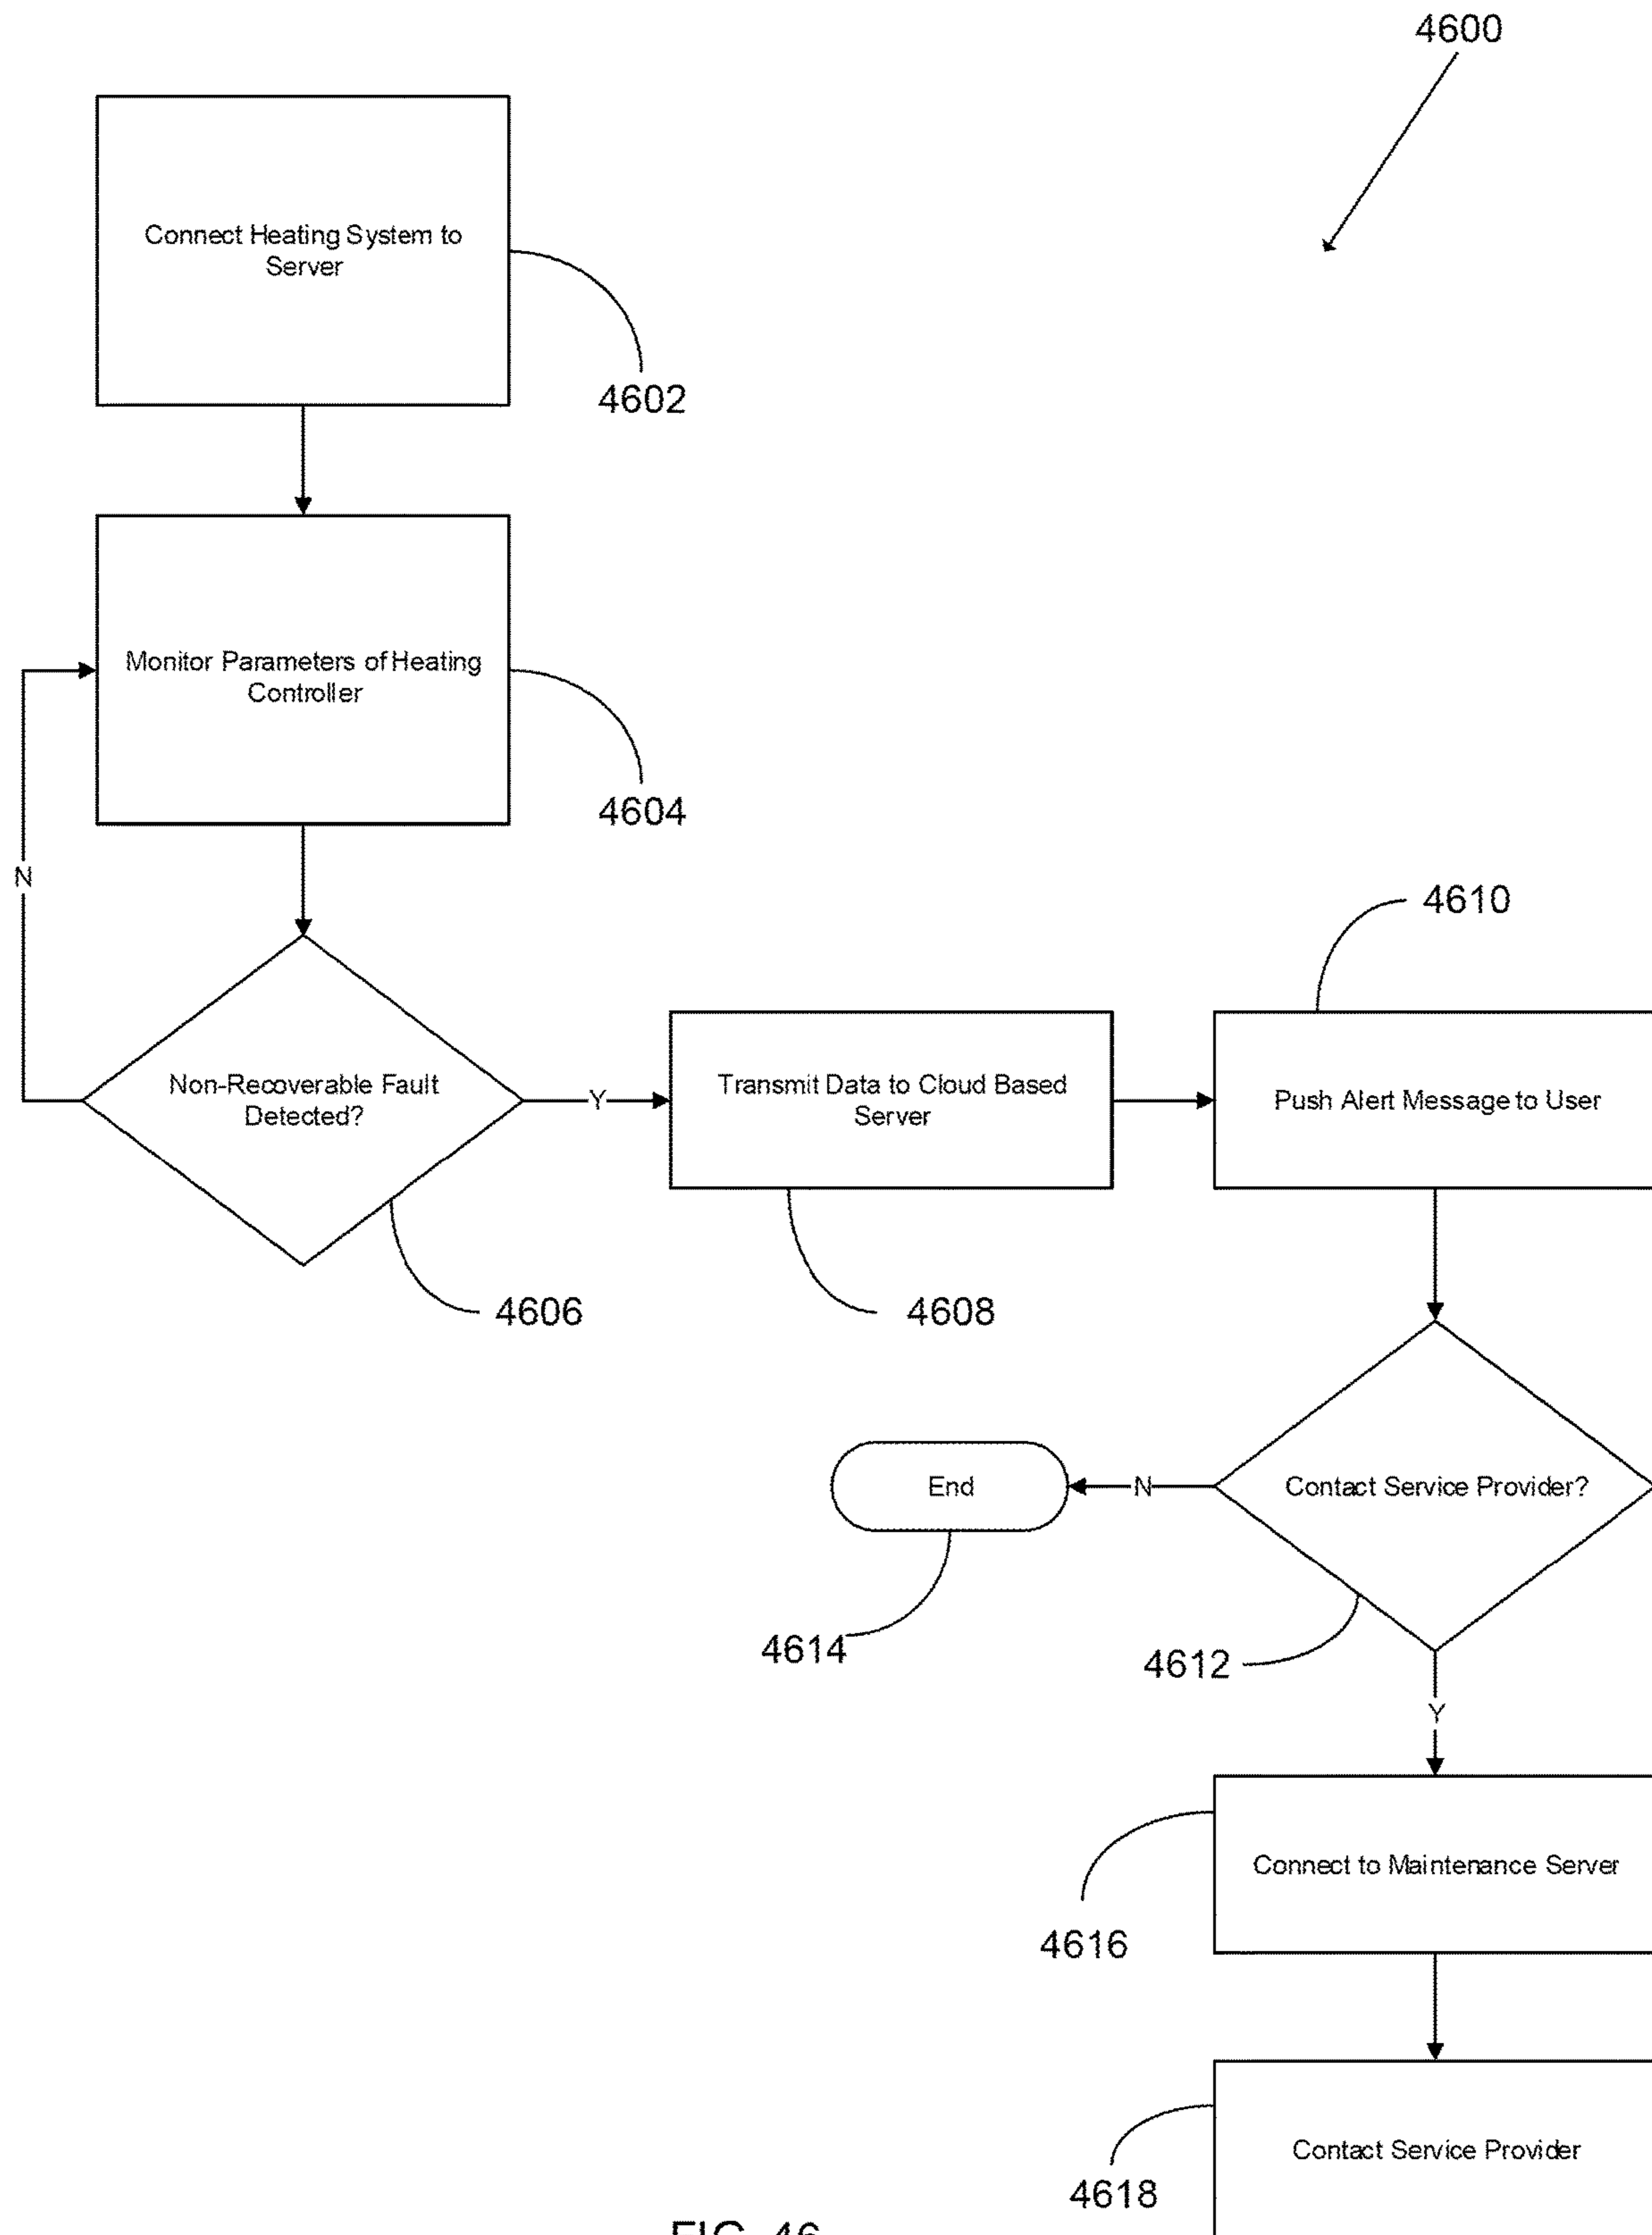 4600
Connect Heating System to
Server
4602
Monitor Parameters of Heating
Controller
4604
N
4610
Non-Recoverable Fault
Detected?
Y
Transmit Data to Cloud Based
Server
Push Alert Message to User
4606
4608
End
N
Contact Service Provider?
4614
4612
Y
Connect to Maintenance Server
4616
Contact Service Provider
4618
FIG. 46